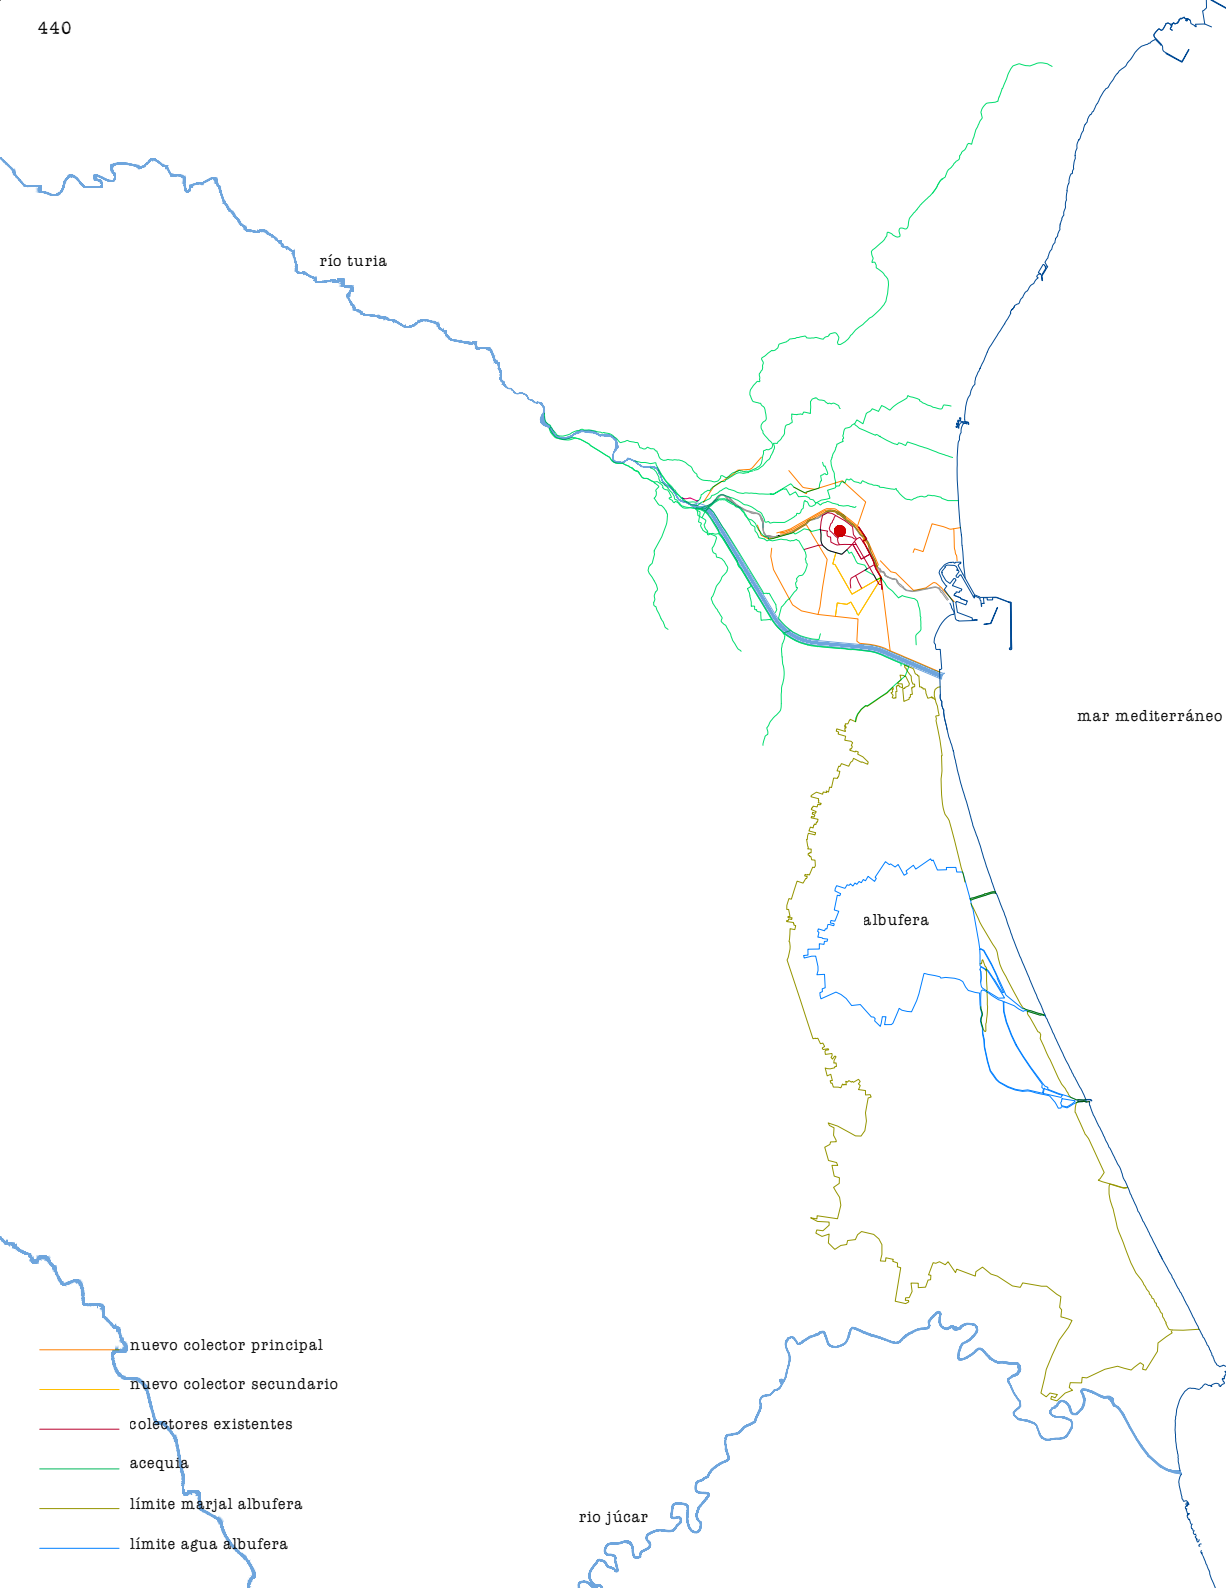 440
río turia
mar mediterráneo
albufera
nuevo colector principal
nuevo colector secundario
colectores existentes
acequia
límite marjal albufera
rio júcar
límite agua albufera